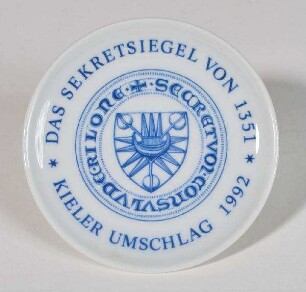 * DAS SEKRETSIEGEL VON 1351 *
KIELER UMSCHLAG 1992